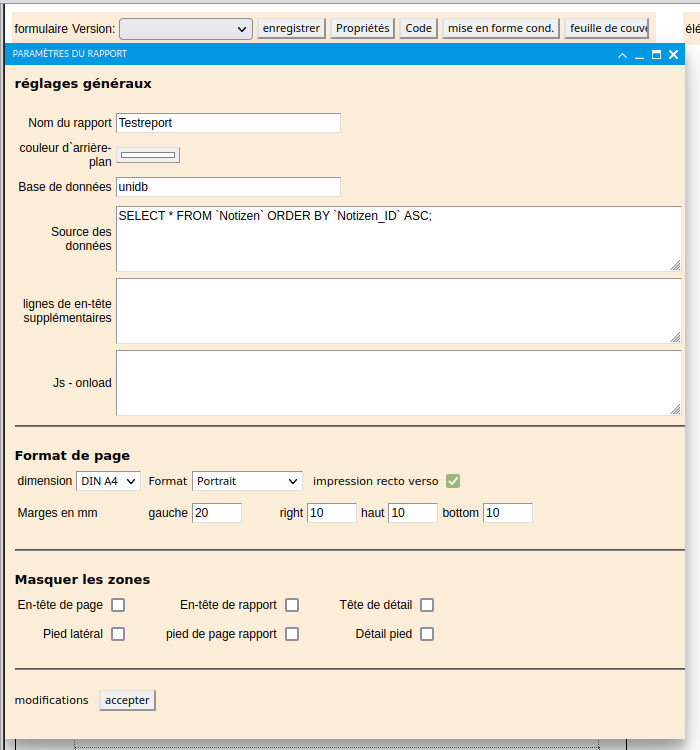 formulaire Version: enregistrer Propriétés Code mise en forme cond.
PARAMÈTRES DU RAPPORT
réglages généraux
Nom du rapport Testreport
couleur d`arrière-
plan
Base de données unidb
SELECT * FROM `Notizen` ORDER BY `Notizen_ID` ASC;
Source des
données
lignes de en-tête
supplémentaires
Js - onload
Format de page
dimension DIN A4 Format Portrait impression recto verso
Marges en mm gauche 20 right 10 haut 10 bottom 10
Masquer les zones
En-tête de page En-tête de rapport Tête de détail
Pied latéral pied de page rapport Détail pied
modifications accepter